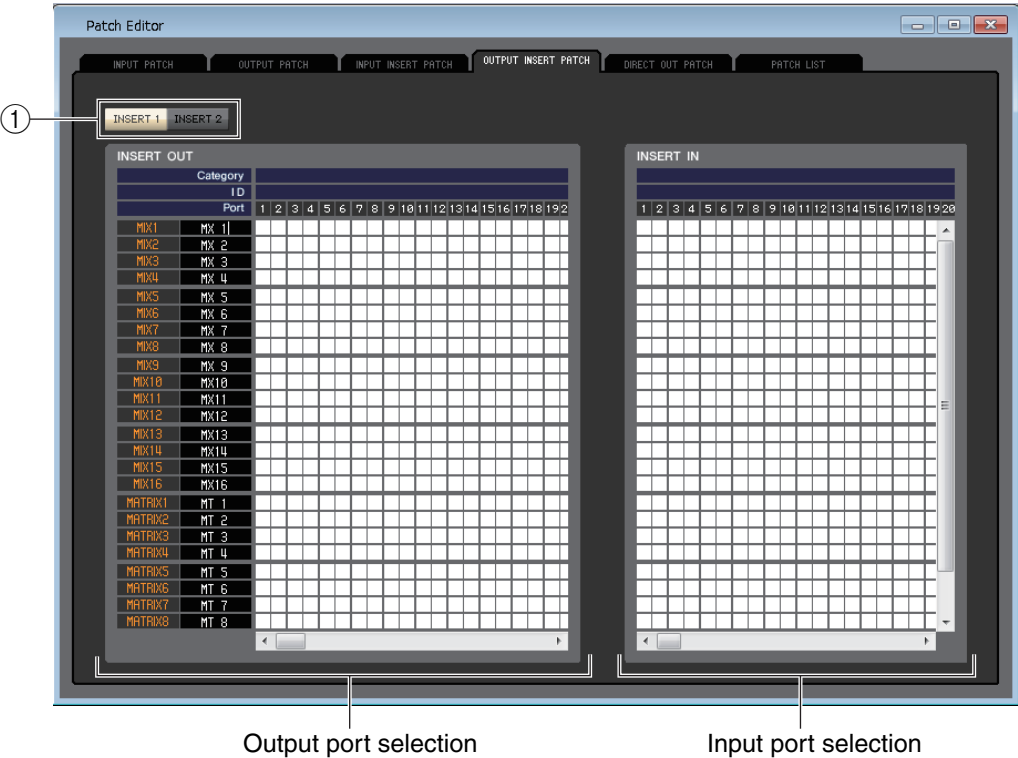 Patch Editor
INPUT PATCH OUTPUT PATCH INPUT INSERT PATCH OUTPUT INSERT PATCH DIRECT OUT PATCH PATCH LIST
1
INSERT 1 INSERT 2
INSERT OUT INSERT IN
Category
ID
Port 1 2 3 4 5 6 7 8 9 10 11 12 13 14 15 16 17 18 19 2 1 2 3 4 5 6 7 8 9 10 11 12 13 14 15 16 17 18 19 20
MIX1 MX 1
MIX2 MX 2
MIX3 MX 3
MIX4 MX 4
MIX5 MX 5
MIX6 MX 6
MIX7 MX 7
MIX8 MX 8
MIX9 MX 9
MIX10 MX10
MIX11 MX11
MIX12 MX12
MIX13 MX13
MIX14 MX14
MIX15 MX15
MIX16 MX16
MATRIX1 MT 1
MATRIX2 MT 2
MATRIX3 MT 3
MATRIX4 MT 4
MATRIX5 MT 5
MATRIX6 MT 6
MATRIX7 MT 7
MATRIX8 MT 8
Output port selection Input port selection